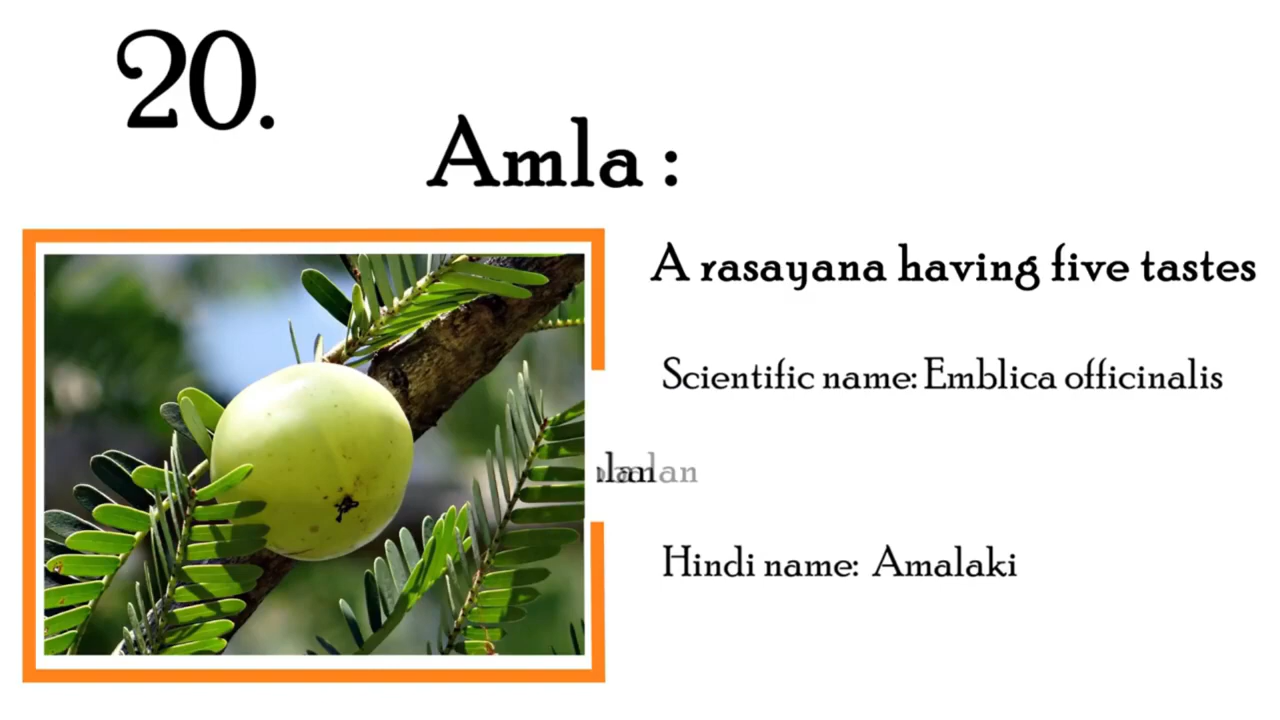 20.
Amla :
A rasayana having five tastes
Scientific name: Emblica officinalis
Hindi name: Amalaki